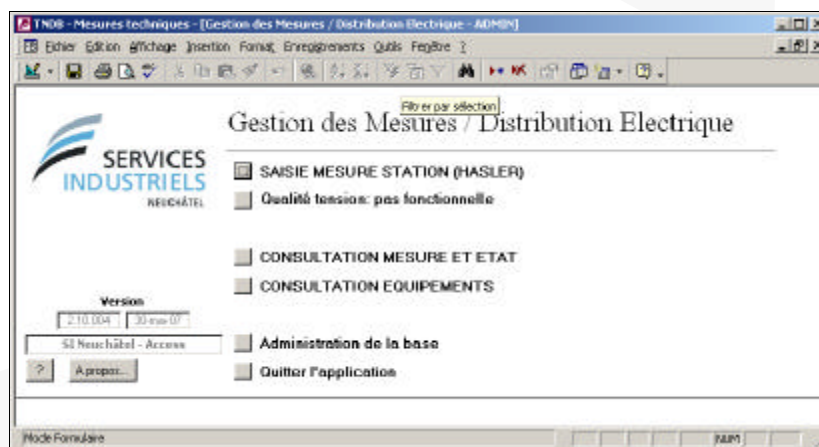 TNDB - Mesures techniques - [Gestion des Mesures / Distribution Electrique - ADMIN]
Fichier Edition Affichage Insertion Format Enregistrements Outils Fenêtre ?
Filtrer par sélection
Gestion des Mesures / Distribution Electrique
SERVICES
INDUSTRIELS
NEUCHÂTEL
SAISIE MESURE STATION (HASLER)
Qualité tension: pas fonctionnelle
CONSULTATION MESURE ET ETAT
CONSULTATION EQUIPEMENTS
Version
2.10.004 30-mai-07
SI Neuchâtel - Access
Administration de la base
? A propos...
Quitter l'application
Mode Formulaire NUM